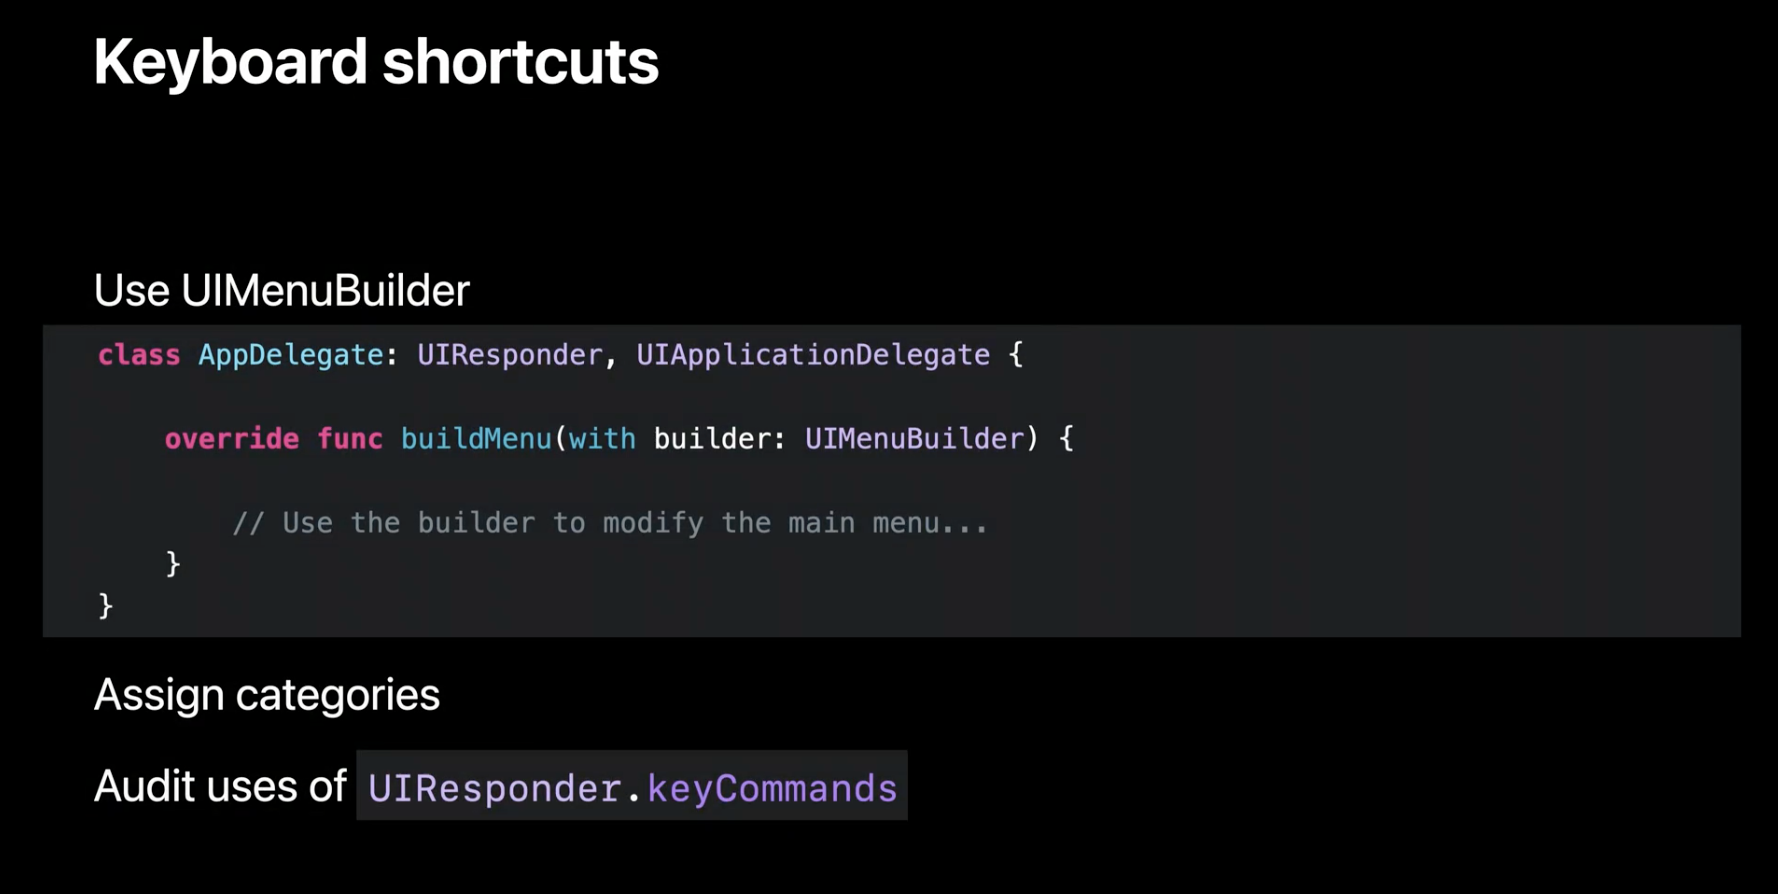 Keyboard shortcuts
Use UIMenuBuilder
class AppDelegate: UIResponder, UIApplicationDelegate {
override func buildMenu(with builder: UIMenuBuilder) {
// Use the builder to modify the main menu...
}
}
Assign categories
Audit uses of UIResponder.keyCommands